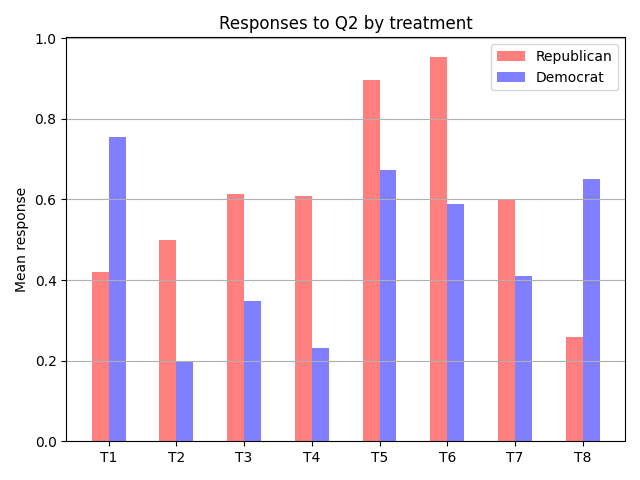 Responses to Q2 by treatment
Republican
Democrat
Mean response
1.0
0.8
0.6
0.4
0.2
0.0
T1 T2 T3 T4 T5 T6 T7 T8